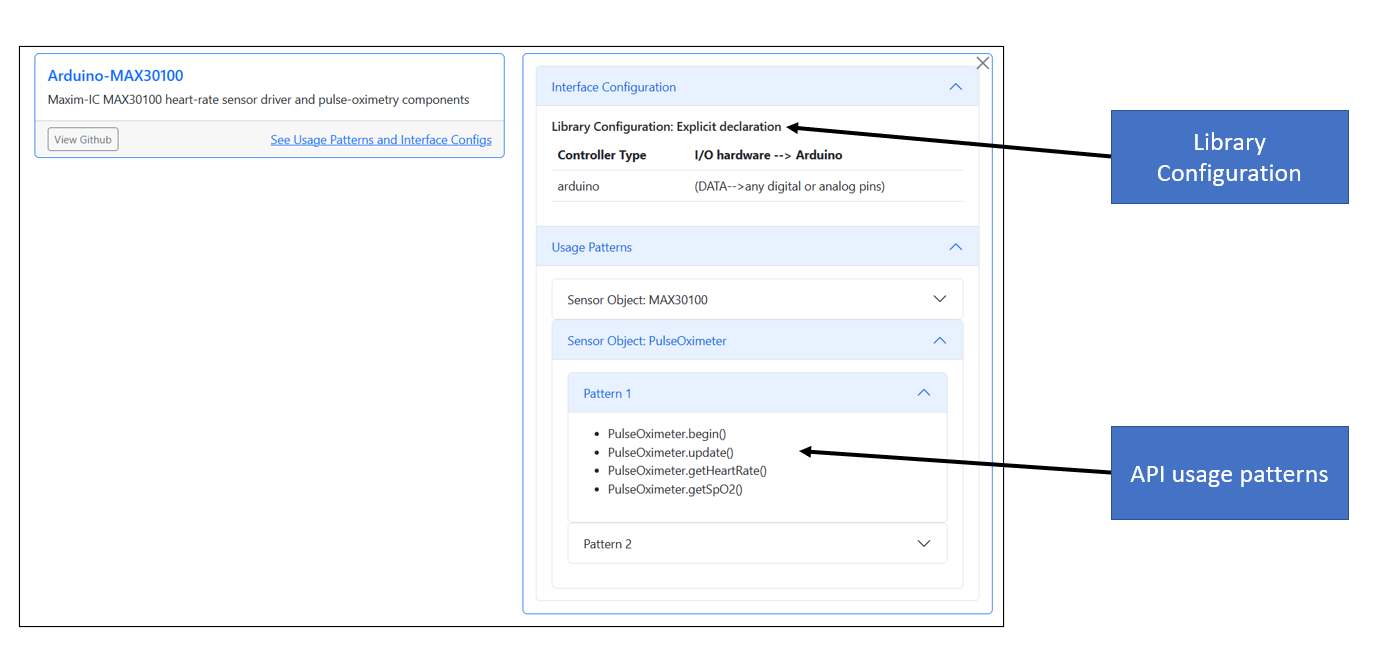 Arduino-MAX30100
Maxim-IC MAX30100 heart-rate sensor driver and pulse-oximetry components
View Github
See Usage Patterns and Interface Configs
Interface Configuration
Library Configuration: Explicit declaration
Controller Type I/O hardware --> Arduino
arduino (DATA-->any digital or analog pins)
Usage Patterns
Sensor Object: MAX30100
Sensor Object: PulseOximeter
Pattern 1
• PulseOximeter.begin()
• PulseOximeter.update()
• PulseOximeter.getHeartRate()
• PulseOximeter.getSpO2()
Pattern 2
Library
Configuration
API usage patterns